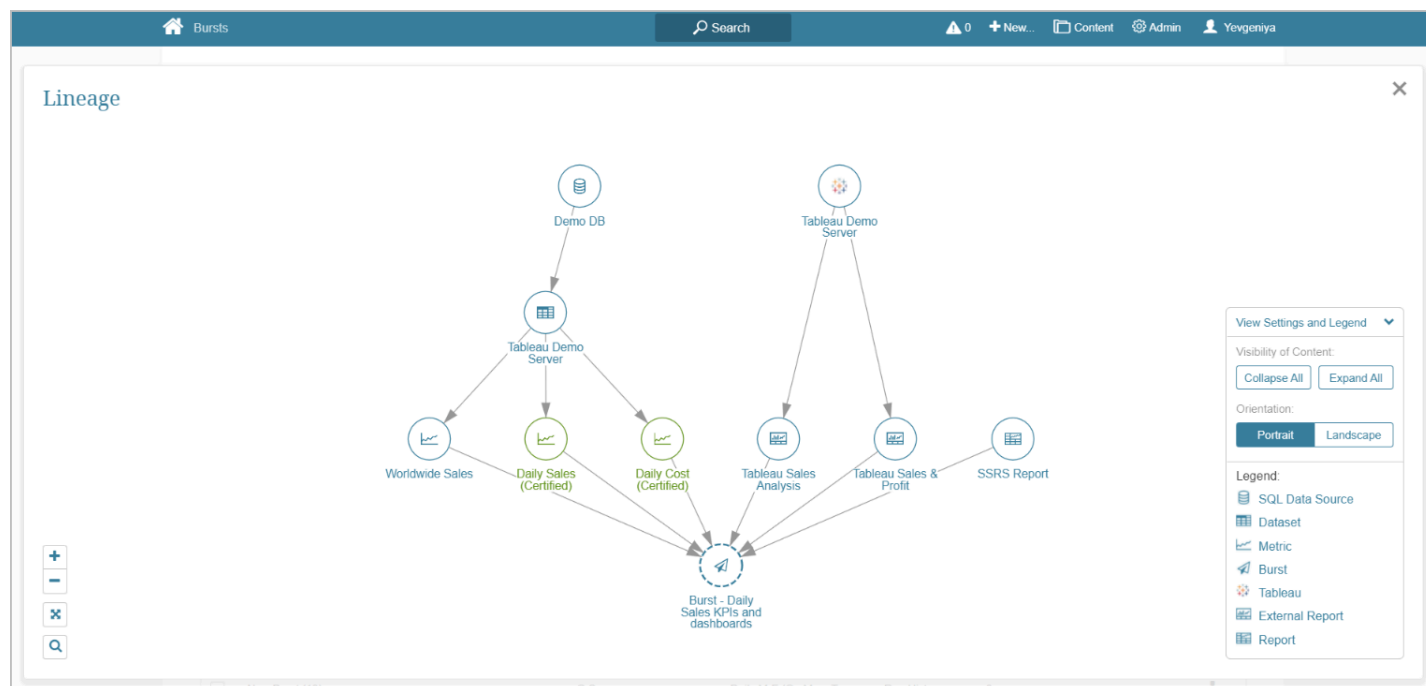 Bursts
Search
0
New...
Content
Admin
Yevgeniya
Lineage
Demo DB
Tableau Demo
Server
Tableau Demo
Server
Worldwide Sales
Daily Sales
(Certified)
Daily Cost
(Certified)
Tableau Sales
Analysis
Tableau Sales &
Profit
SSRS Report
Burst - Daily
Sales KPIs and
dashboards
View Settings and Legend
Visibility of Content:
Collapse All
Expand All
Orientation:
Portrait
Landscape
Legend:
SQL Data Source
Dataset
Metric
Burst
Tableau
External Report
Report